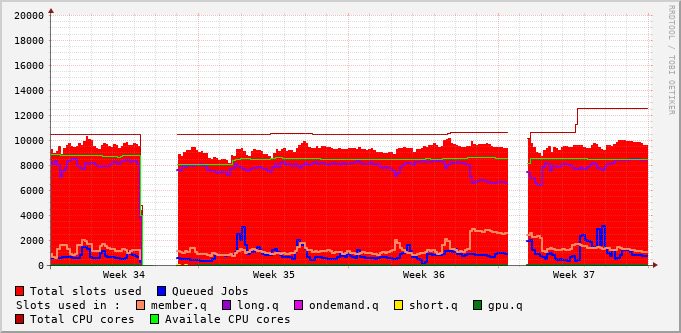 RRDTOOL / TOBI OETIKER
20000
18000
16000
14000
12000
10000
8000
6000
4000
2000
0
Week 34 Week 35 Week 36 Week 37
Total slots used Queued Jobs
Slots used in : member.q long.q ondemand.q short.q gpu.q
Total CPU cores Availale CPU cores